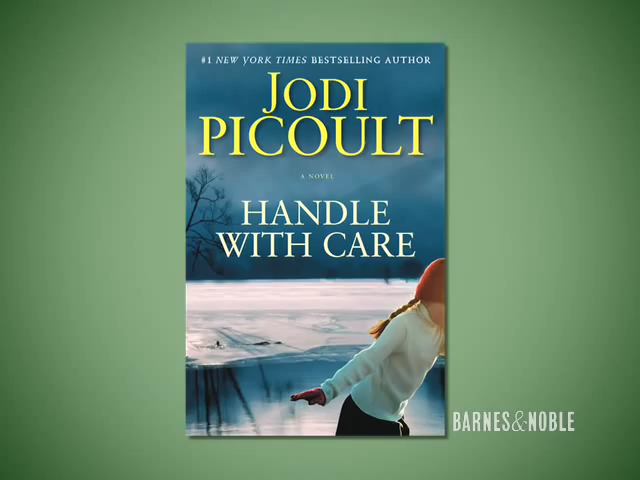 #1 NEW YORK TIMES BESTSELLING AUTHOR
JODI
PICOULT
A NOVEL
HANDLE
WITH CARE
BARNES&NOBLE